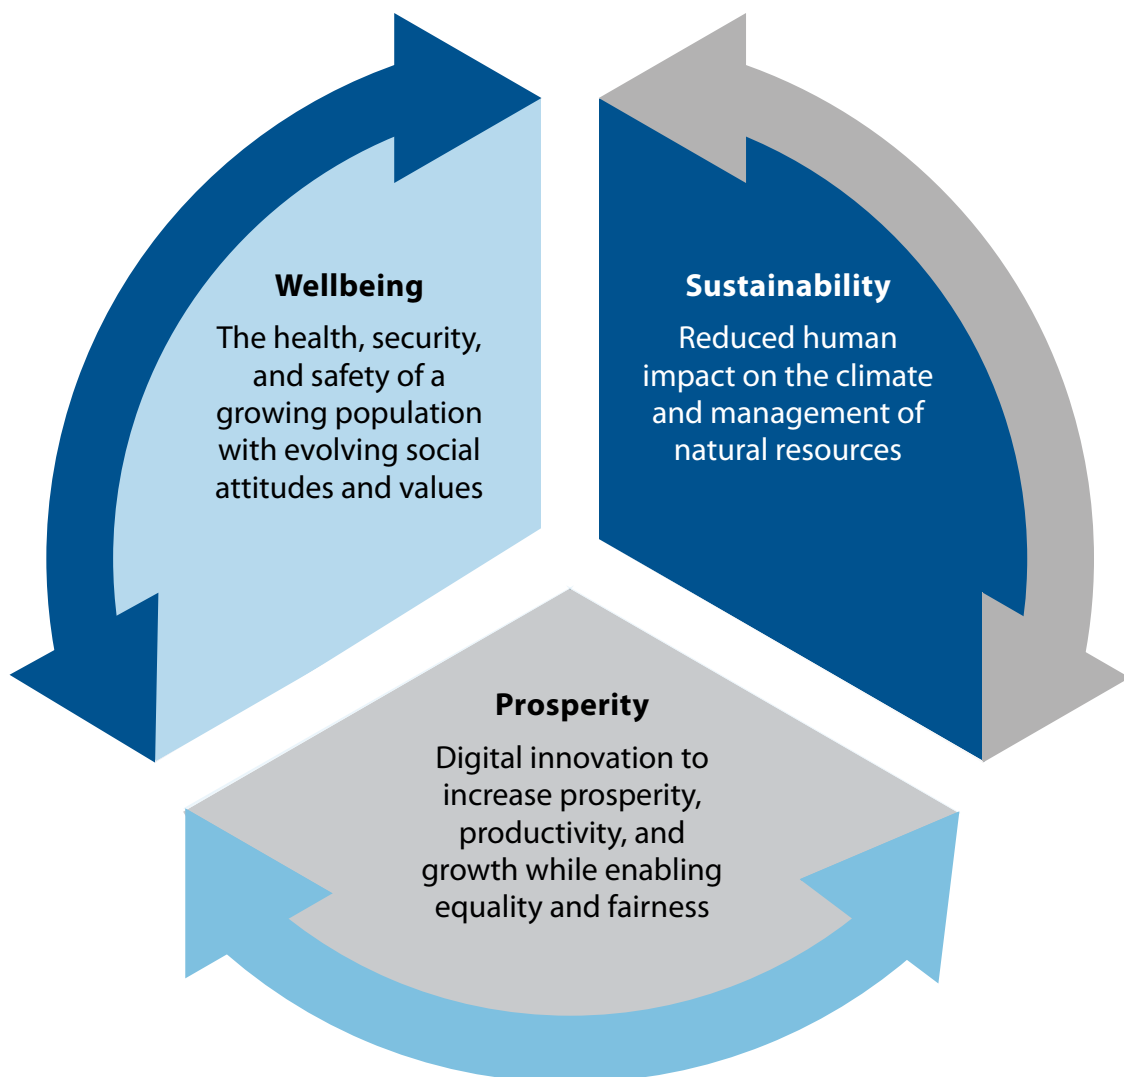 Wellbeing
The health, security,
and safety of a
growing population
with evolving social
attitudes and values
Sustainability
Reduced human
impact on the climate
and management of
natural resources
Prosperity
Digital innovation to
increase prosperity,
productivity, and
growth while enabling
equality and fairness